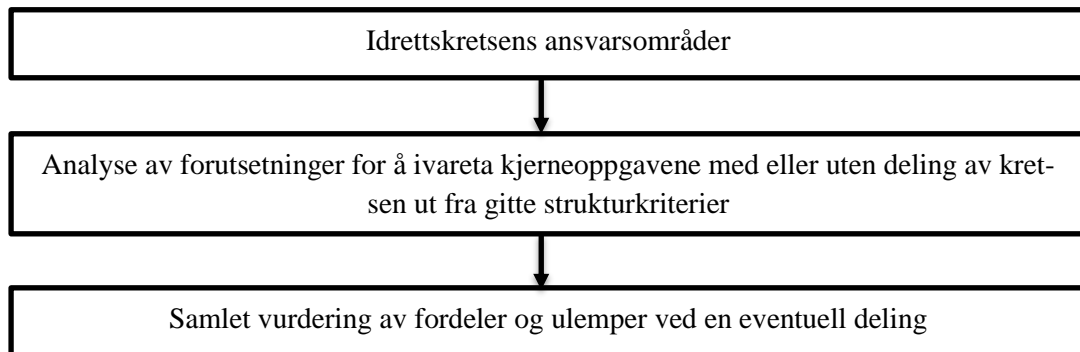 Idrettskretsens ansvarsområder
Analyse av forutsetninger for å ivareta kjerneoppgavene med eller uten deling av kret-
sen ut fra gitte strukturkriterier
Samlet vurdering av fordeler og ulemper ved en eventuell deling